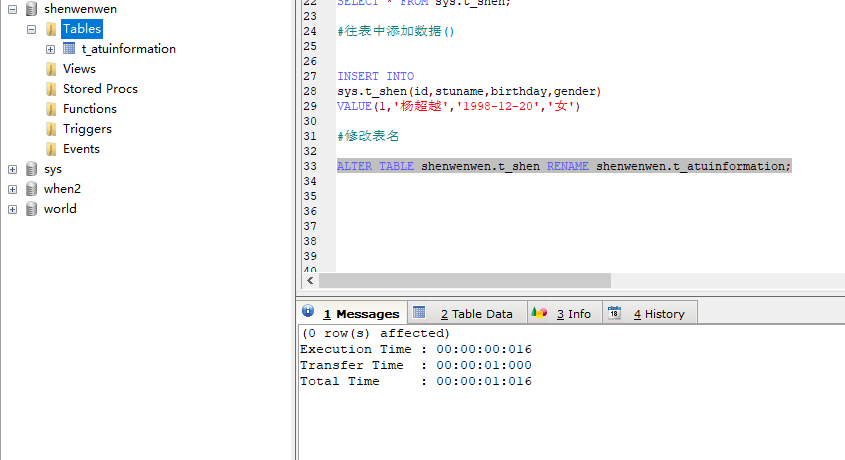 shenwenwen
Tables
t_atuinformation
Views
Stored Procs
Functions
Triggers
Events
sys
when2
world
22 SELECT * FROM sys.t_shen;
23
24 #往表中添加数据()
25
26
27 INSERT INTO
28 sys.t_shen(id,stuname,birthday,gender)
29 VALUE(1,'杨超越','1998-12-20','女')
30
31 #修改表名
32
33 ALTER TABLE shenwenwen.t_shen RENAME shenwenwen.t_atuinformation;
34
35
36
37
38
39
40
1 Messages 2 Table Data 3 Info 18 4 History
(0 row(s) affected)
Execution Time : 00:00:00:016
Transfer Time : 00:00:01:000
Total Time : 00:00:01:016